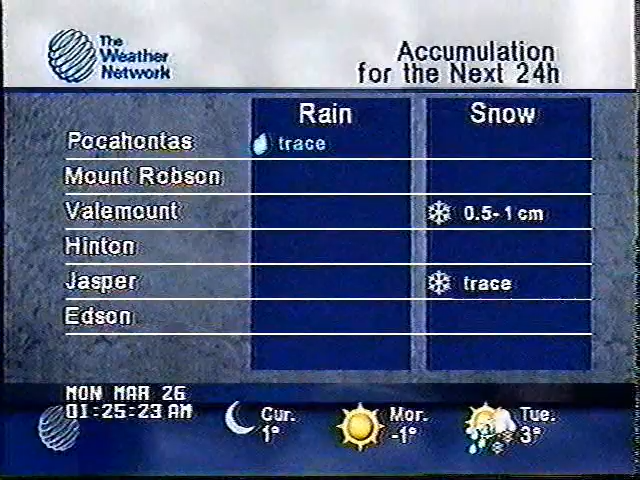 The
Weather
Network
Accumulation
for the Next 24h
Rain Snow
Pocahontas trace
Mount Robson
Valemount 0.5-1 cm
Hinton
Jasper trace
Edson
MON MAR 26
01:25:23 AM
Cur. 1°
Mor. -1°
Tue. 3°